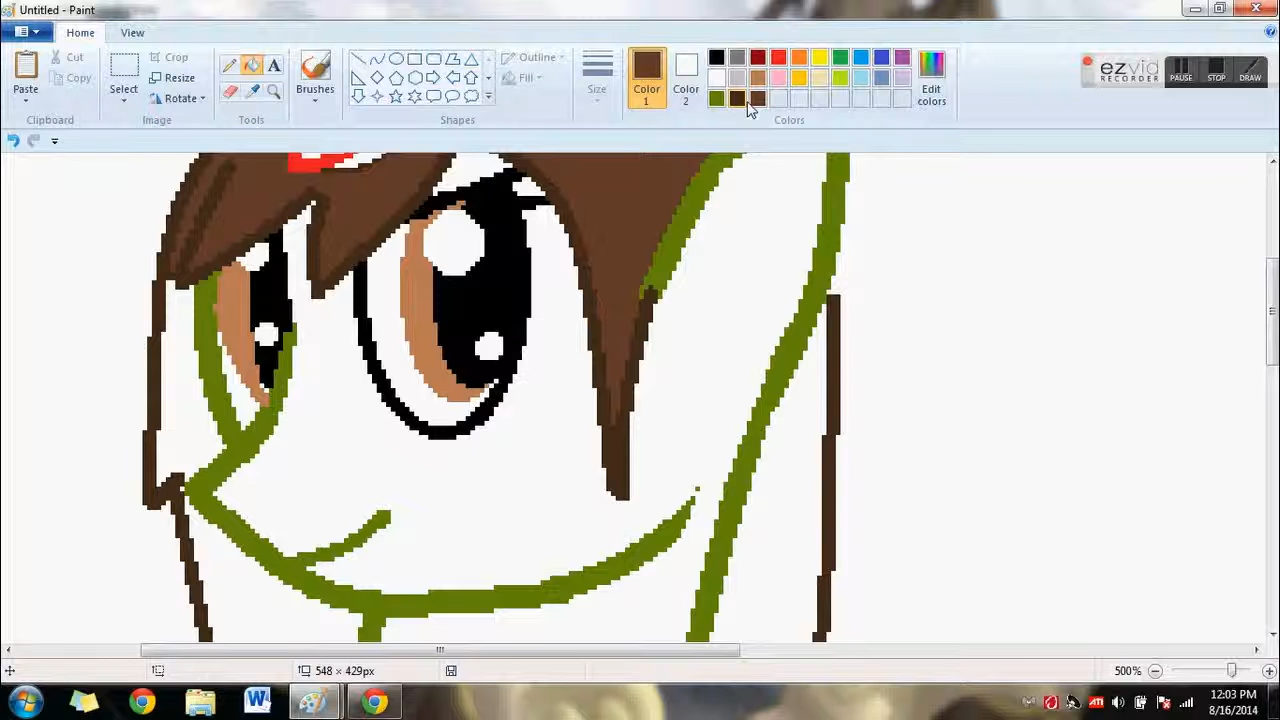 Untitled - Paint
Home View
Paste
Cut
Copy
Clipboard
Select
Crop
Resize
Rotate
Image
A
Tools
Brushes
Outline
Fill
Shapes
Size
Color 1
Color 2
Edit colors
Colors
ezvid
RECORDER
PAUSE STOP DRAW
548 × 429px
500%
12:03 PM
8/16/2014